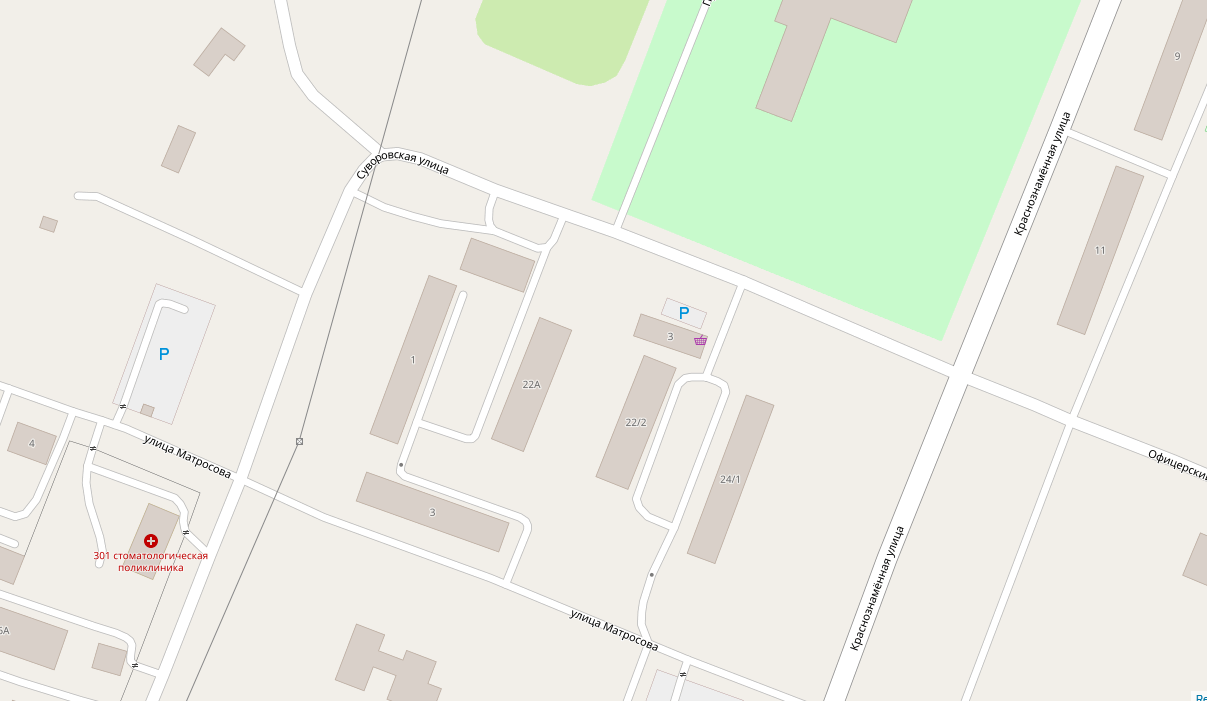 9
Краснознамённая улица
Суворовская улица
11
P
3
P
1
22А
22/2
4
улица Матросова
24/1
Офицерский
3
301 стоматологическая
поликлиника
Краснознамённая улица
улица Матросова